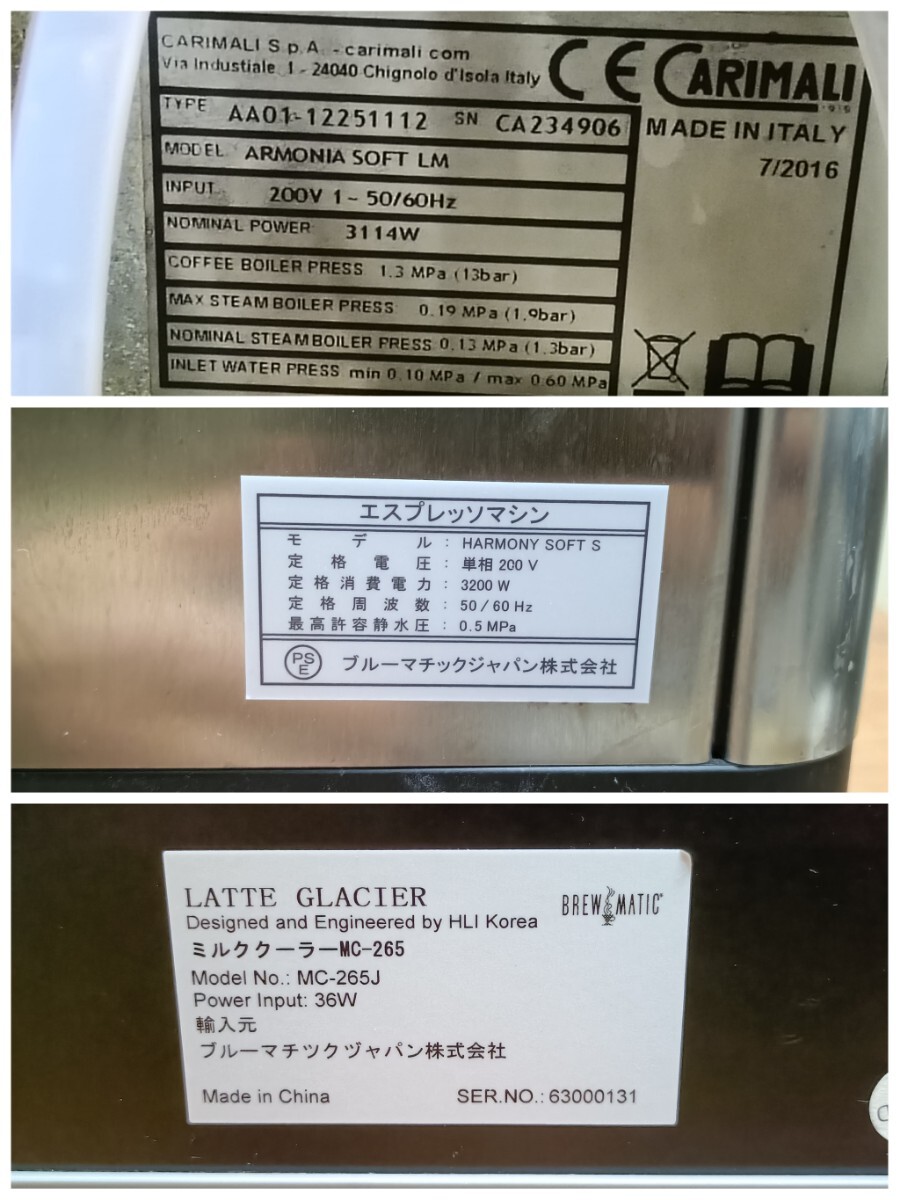 CARIMALI S.p.A. - carimali com
Via Industiale, 1 - 24040 Chignolo d'Isola Italy
CE CARIMALI
TYPE AA01-12251112 SN CA234906
MADE IN ITALY
7/2016
MODEL ARMONIA SOFT LM
INPUT 200V 1~ 50/60Hz
NOMINAL POWER 3114W
COFFEE BOILER PRESS 1.3 MPa (13bar)
MAX STEAM BOILER PRESS 0.19 MPa (1.9bar)
NOMINAL STEAM BOILER PRESS 0.13 MPa (1.3bar)
INLET WATER PRESS min 0.10 MPa / max 0.60 MPa
エスプレッソマシン
モデル : HARMONY SOFT S
定格電圧 : 単相 200 V
定格消費電力 : 3200 W
定格周波数 : 50 / 60 Hz
最高許容静水圧 : 0.5 MPa
PSE ブルーマチックジャパン株式会社
LATTE GLACIER
BREWMATIC
Designed and Engineered by HLI Korea
ミルククーラーMC-265
Model No.: MC-265J
Power Input: 36W
輸入元
ブルーマチツクヅャパン株式会社
Made in China SER.NO.: 63000131